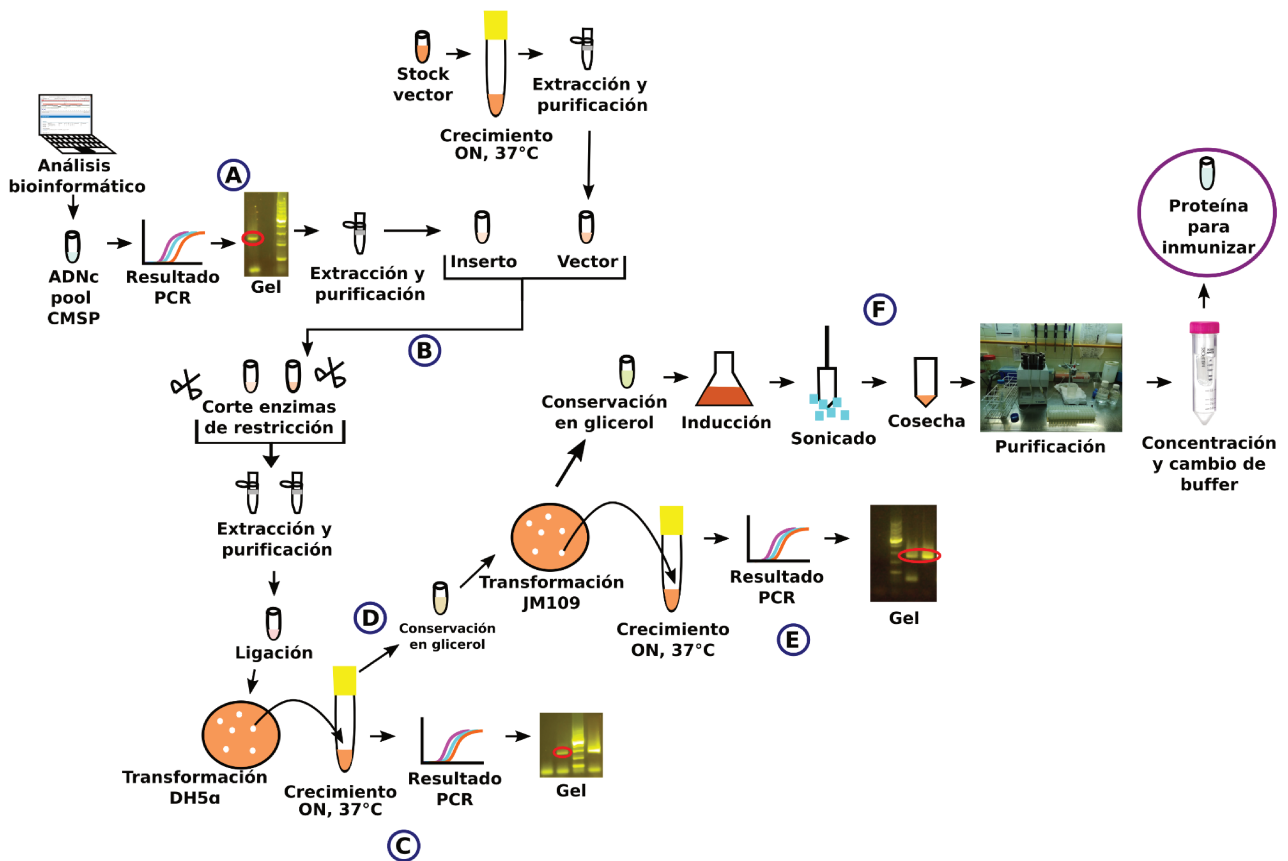 Stock
vector
Crecimiento
ON, 37°C
Extracción y
purificación
Análisis
bioinformático
A
ADNc
pool
CMSP
Resultado
PCR
Gel
Extracción y
purificación
Inserto
Vector
B
Corte enzimas
de restricción
Extracción y
purificación
Ligación
Transformación
DH5α
Crecimiento
ON, 37°C
C
Resultado
PCR
Gel
D
Conservación
en glicerol
Transformación
JM109
Crecimiento
ON, 37°C
Resultado
PCR
E
Gel
Conservación
en glicerol
Inducción
Sonicado
F
Cosecha
Purificación
Concentración
y cambio de
buffer
Proteína
para
inmunizar